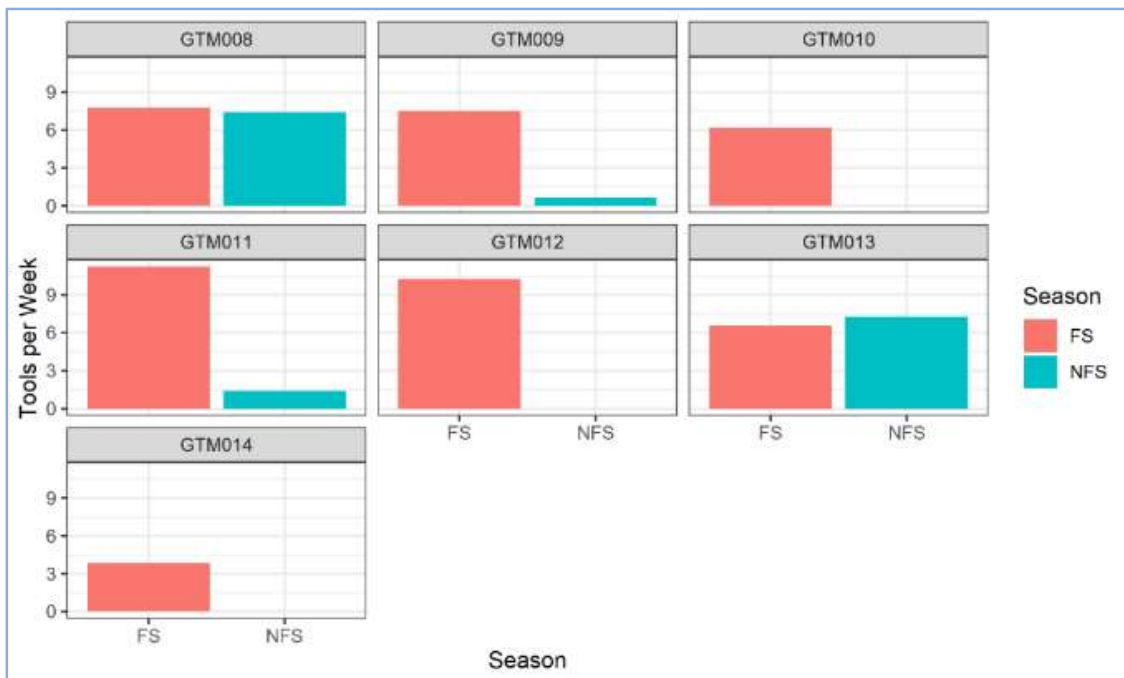 GTM008 GTM009 GTM010
9
6
3
0
GTM011 GTM012 GTM013
9
6
3
0
FS NFS FS NFS
GTM014
9
6
3
0
FS NFS
Tools per Week
Season
Season
FS
NFS